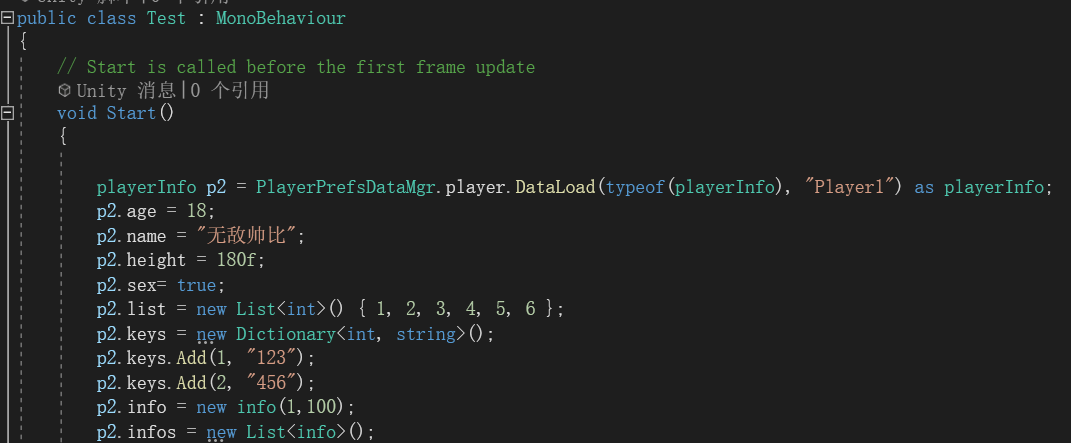 public class Test : MonoBehaviour
{
// Start is called before the first frame update
Unity 消息|0 个引用
void Start()
{
playerInfo p2 = PlayerPrefsDataMgr.player.DataLoad(typeof(playerInfo), "Player1") as playerInfo;
p2.age = 18;
p2.name = "无敌帅比";
p2.height = 180f;
p2.sex= true;
p2.list = new List<int>() { 1, 2, 3, 4, 5, 6 };
p2.keys = new Dictionary<int, string>();
p2.keys.Add(1, "123");
p2.keys.Add(2, "456");
p2.info = new info(1,100);
p2.infos = new List<info>();